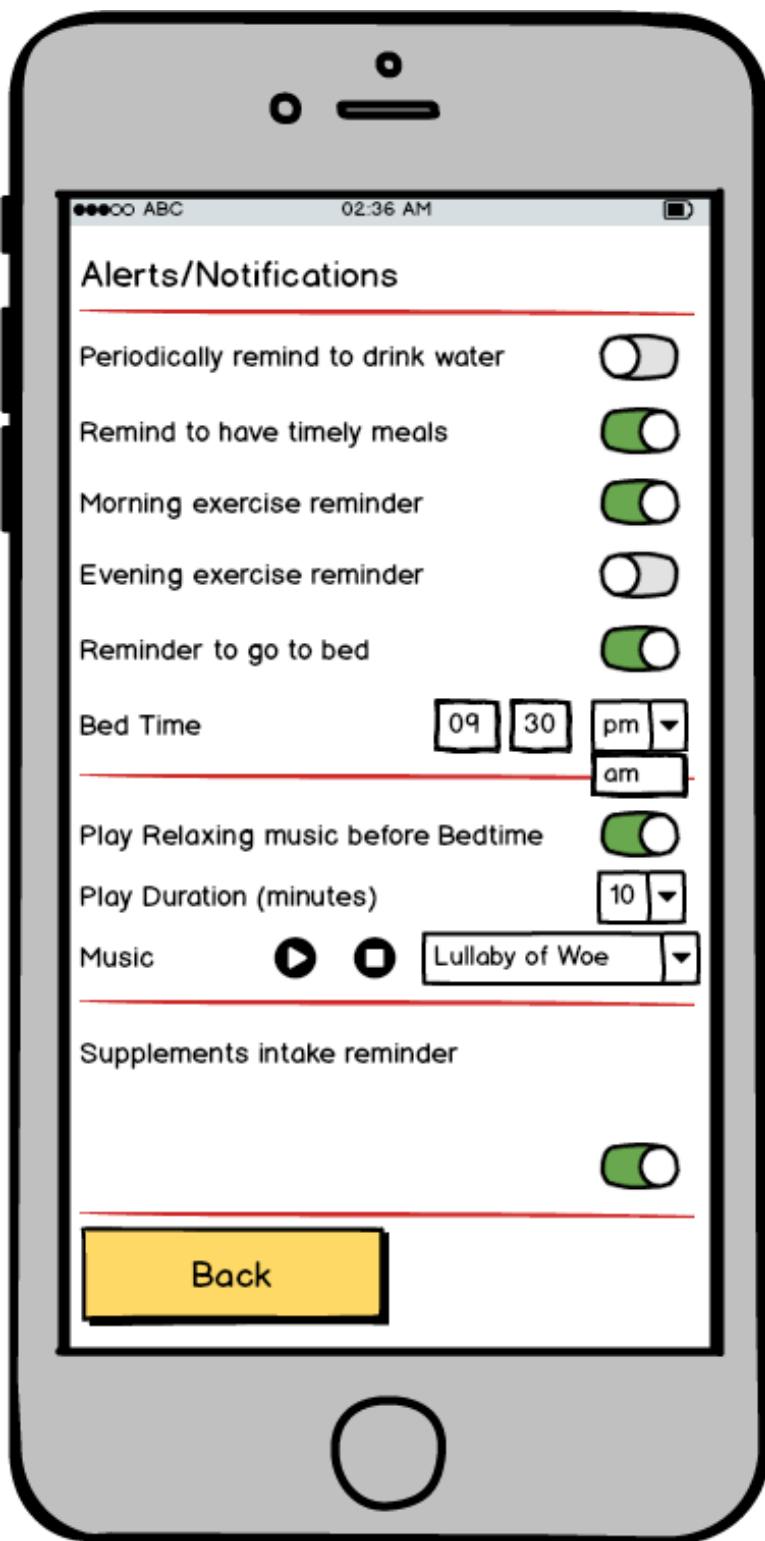 ABC 02:36 AM
Alerts/Notifications
Periodically remind to drink water
Remind to have timely meals
Morning exercise reminder
Evening exercise reminder
Reminder to go to bed
Bed Time 09 30 pm
am
Play Relaxing music before Bedtime
Play Duration (minutes) 10
Music Lullaby of Woe
Supplements intake reminder
Back